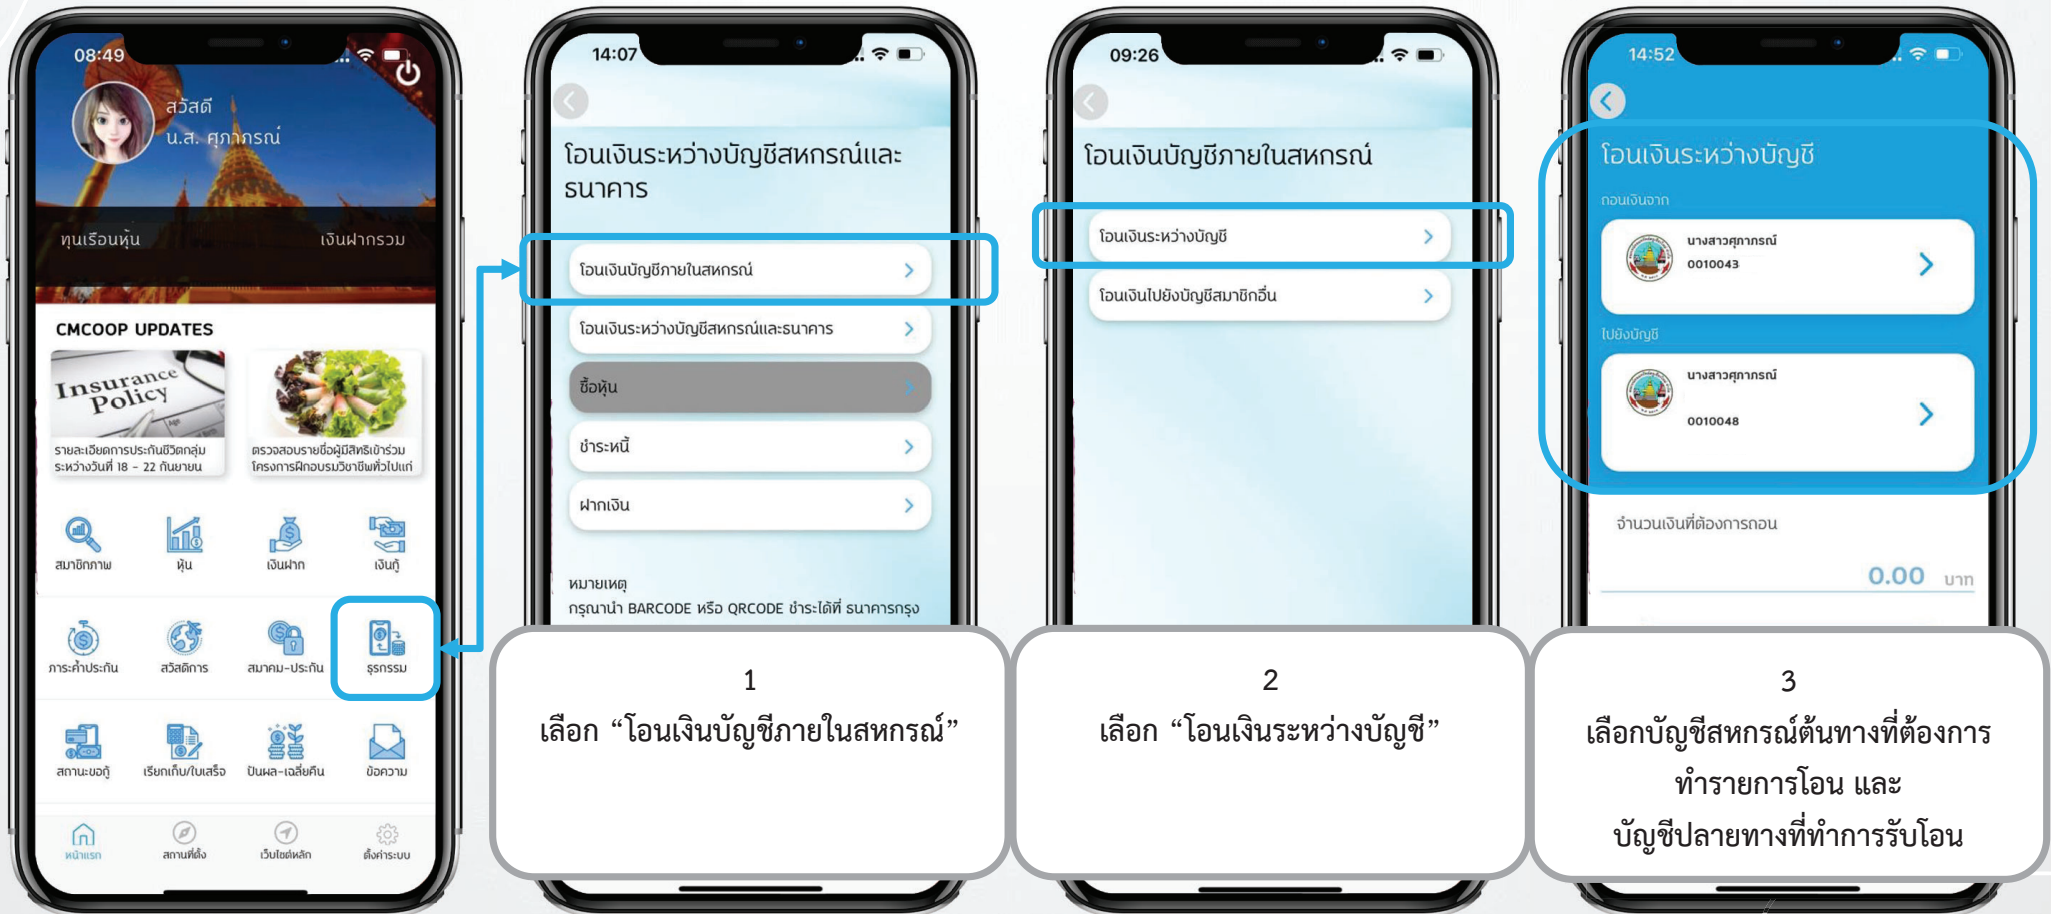 08:49
สวัสดี
น.ส. ศุภาภรณ์
ทุนเรือนหุ้น
เงินฝากรวม
CMCOOP UPDATES
Insurance
Policy
Age
รายละเอียดการประกันชีวิตกลุ่ม
ระหว่างวันที่ 18 - 22 กันยายน
ตรวจสอบรายชื่อผู้มีสิทธิเข้าร่วม
โครงการฝึกอบรมวิชาชีพทั่วไปแก่
สมาชิกภาพ
หุ้น
เงินฝาก
เงินกู้
ภาระค้ำประกัน
สวัสดิการ
สมาคม-ประกัน
ธุรกรรม
สถานะขอกู้
เรียกเก็บ/ใบเสร็จ
ปันผล-เฉลี่ยคืน
ข้อความ
หน้าแรก
สถานที่ตั้ง
เว็บไซต์หลัก
ตั้งค่าระบบ
14:07
โอนเงินระหว่างบัญชีสหกรณ์และ
ธนาคาร
โอนเงินบัญชีภายในสหกรณ์
โอนเงินระหว่างบัญชีสหกรณ์และธนาคาร
ซื้อหุ้น
ชำระหนี้
ฝากเงิน
หมายเหตุ
กรุณานำ BARCODE หรือ QRCODE ชำระได้ที่ ธนาคารกรุง
1
เลือก “โอนเงินบัญชีภายในสหกรณ์”
09:26
โอนเงินบัญชีภายในสหกรณ์
โอนเงินระหว่างบัญชี
โอนเงินไปยังบัญชีสมาชิกอื่น
2
เลือก “โอนเงินระหว่างบัญชี”
14:52
โอนเงินระหว่างบัญชี
ถอนเงินจาก
นางสาวศุภาภรณ์
0010043
ไปยังบัญชี
นางสาวศุภาภรณ์
0010048
จำนวนเงินที่ต้องการถอน
0.00 บาท
3
เลือกบัญชีสหกรณ์ต้นทางที่ต้องการ
ทำรายการโอน และ
บัญชีปลายทางที่ทำการรับโอน